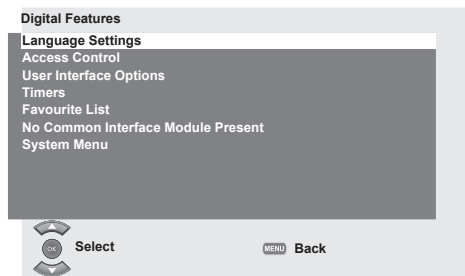 Digital Features
Language Settings
Access Control
User Interface Options
Timers
Favourite List
No Common Interface Module Present
System Menu
OK Select MENU Back